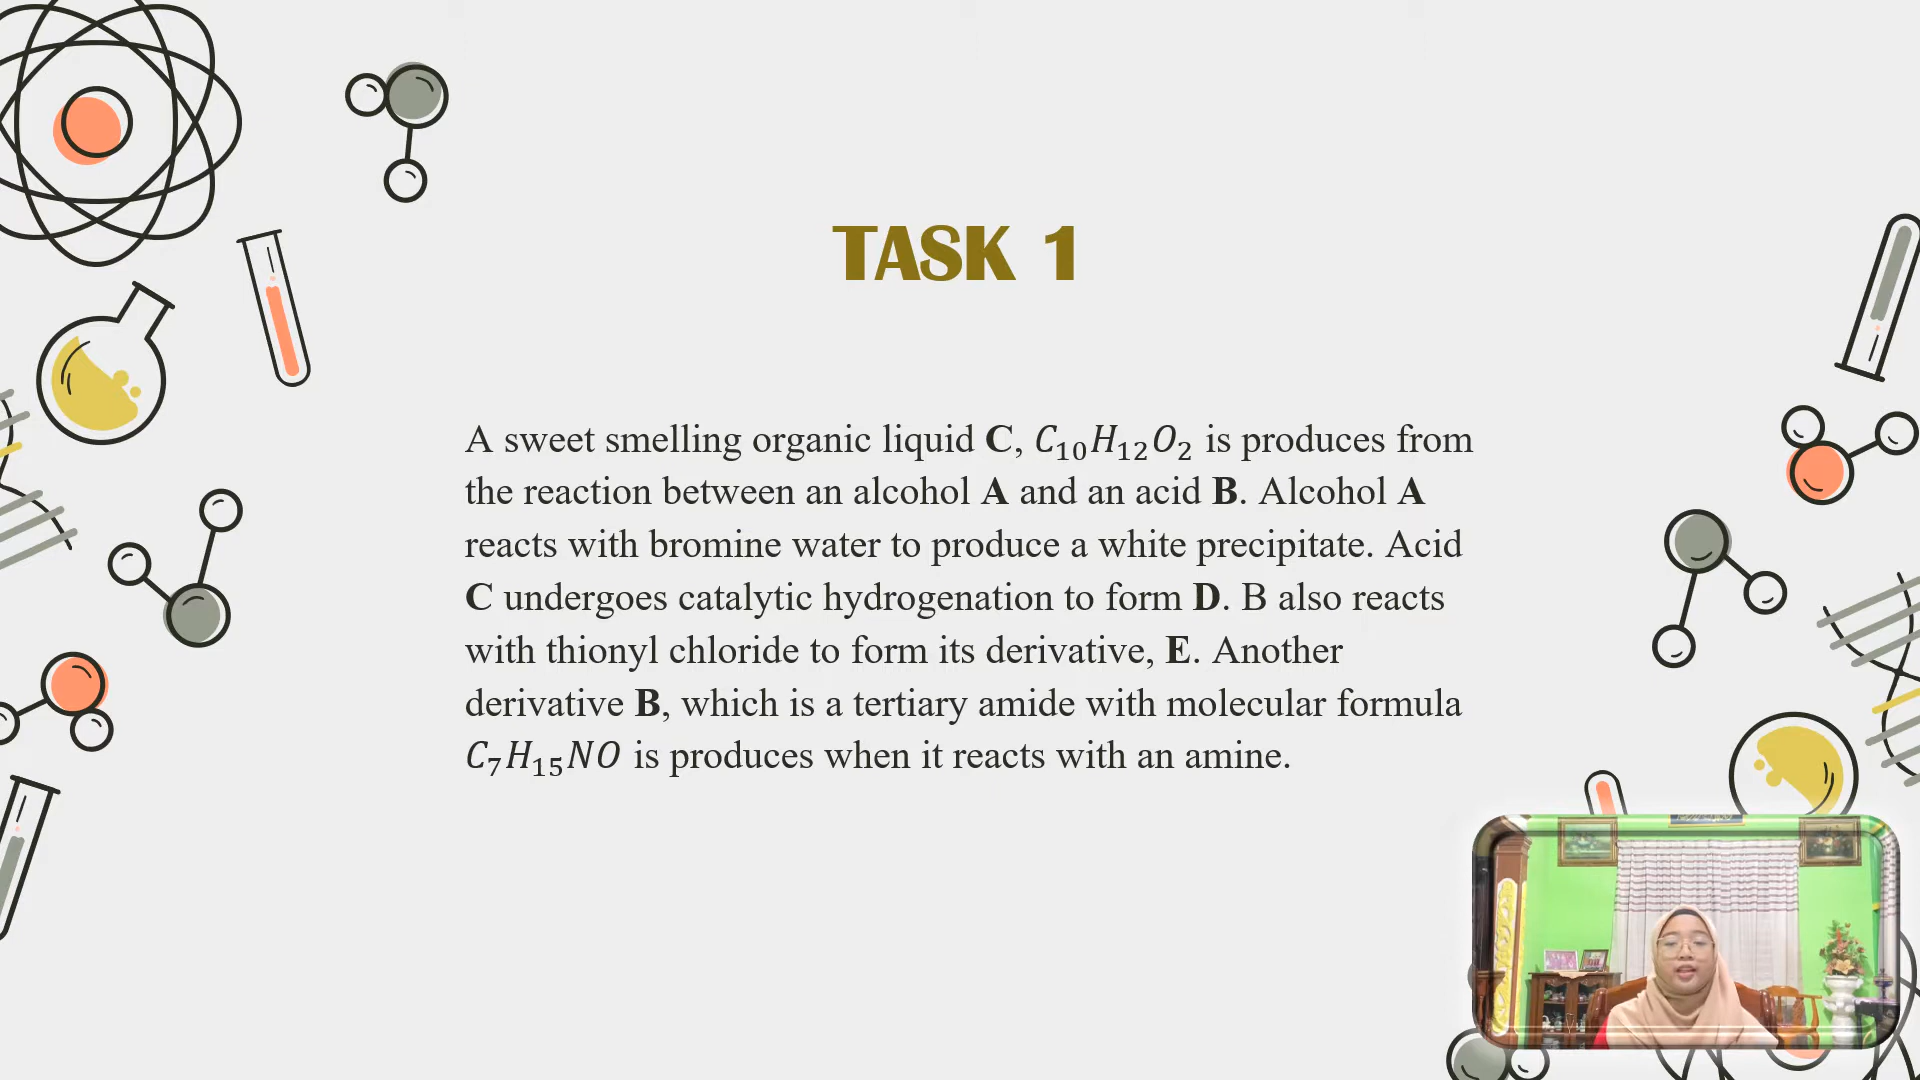 TASK 1
A sweet smelling organic liquid C, C₁₀H₁₂O₂ is produces from
the reaction between an alcohol A and an acid B. Alcohol A
reacts with bromine water to produce a white precipitate. Acid
C undergoes catalytic hydrogenation to form D. B also reacts
with thionyl chloride to form its derivative, E. Another
derivative B, which is a tertiary amide with molecular formula
C₇H₁₅NO is produces when it reacts with an amine.